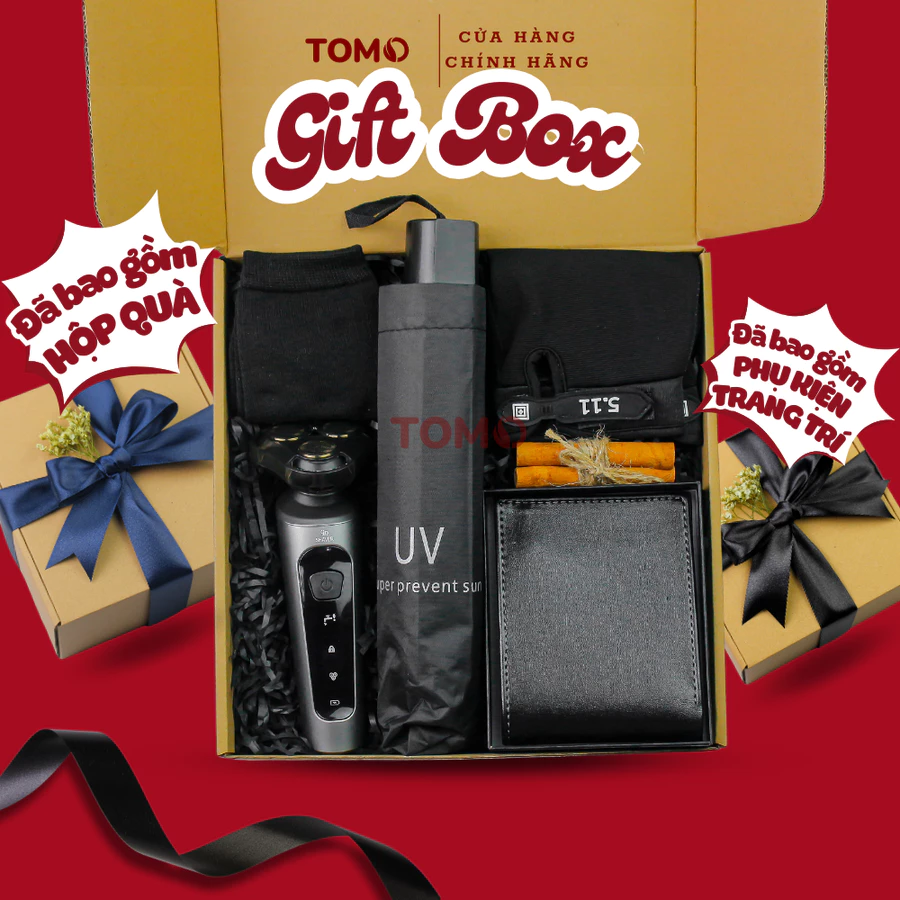 TOMO
CỬA HÀNG
CHÍNH HÃNG
Gift Box
Đã bao gồm
HỘP QUÀ
Đã bao gồm
PHỤ KIỆN
TRANG TRÍ
5.11
TOMO
UV
uper prevent sun